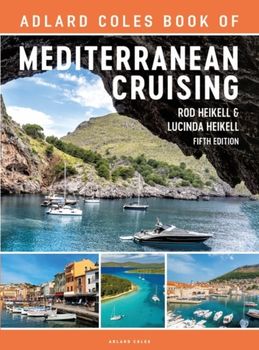 ADLARD COLES BOOK OF
MEDITERRANEAN
CRUISING
ROD HEIKELL &
LUCINDA HEIKELL
FIFTH EDITION
ADLARD COLES